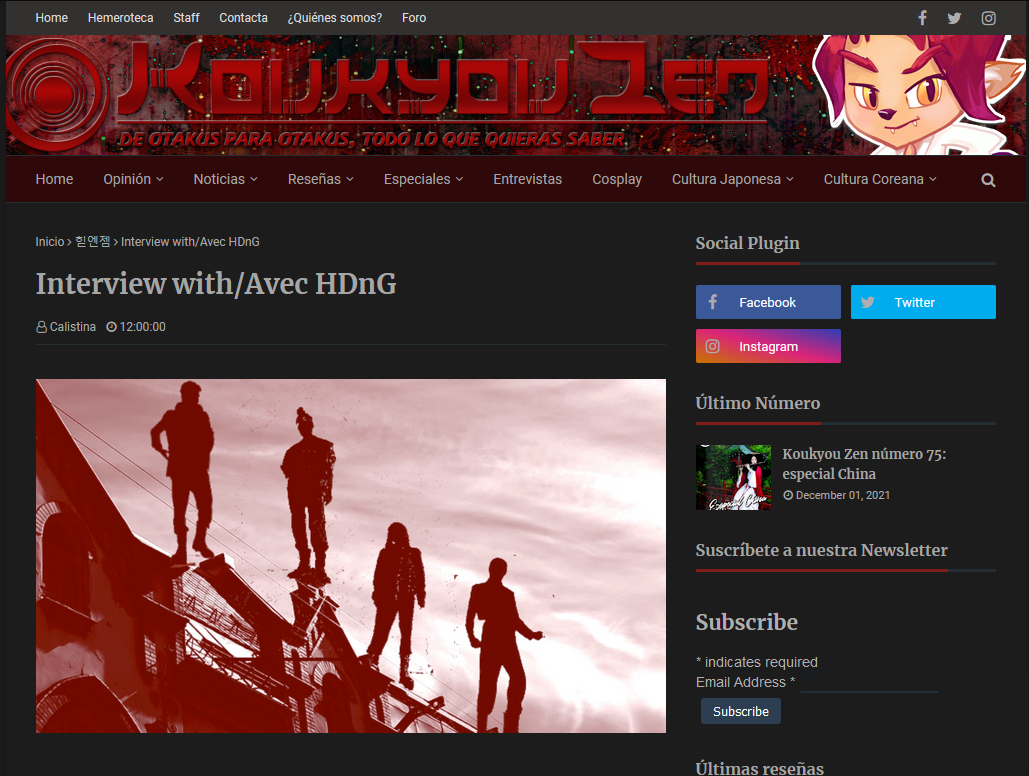 Home Hemeroteca Staff Contacta ¿Quiénes somos? Foro
Koukyou Zen
DE OTAKUS PARA OTAKUS, TODO LO QUE QUIERAS SABER
Home Opinión Noticias Reseñas Especiales Entrevistas Cosplay Cultura Japonesa Cultura Coreana
Inicio > 힏엔젬 > Interview with/Avec HDnG
Interview with/Avec HDnG
Calistina 12:00:00
Social Plugin
Facebook Twitter
Instagram
Último Número
Koukyou Zen número 75:
especial China
December 01, 2021
Suscríbete a nuestra Newsletter
Subscribe
* indicates required
Email Address *
Subscribe
Últimas reseñas